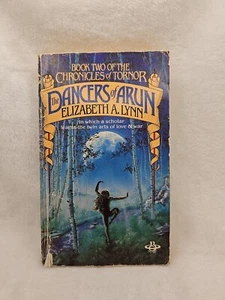 BOOK TWO OF THE
CHRONICLES OF TORNOR
The DANCERS of ARUN
ELIZABETH A. LYNN
In which a scholar
learns the twin arts of love & war